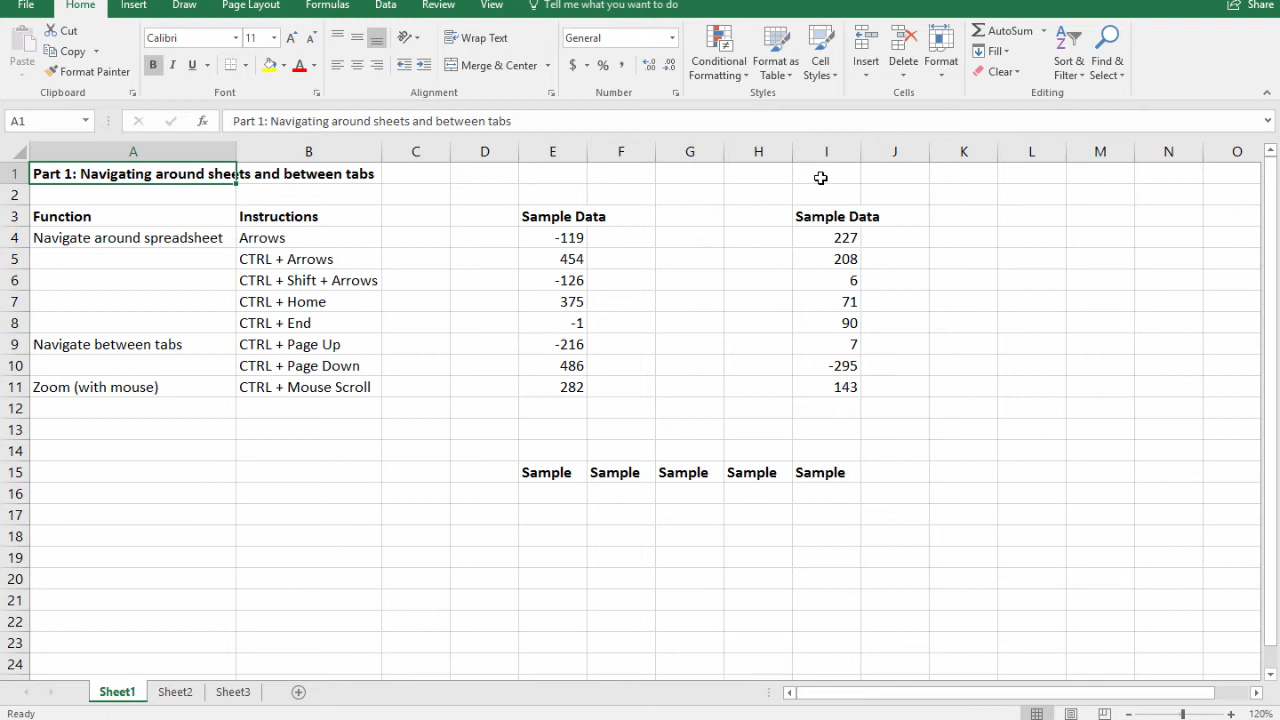 File Home Insert Draw Page Layout Formulas Data Review View Tell me what you want to do Share
Paste
Cut
Copy
Format Painter
Clipboard
Calibri 11 A A
B I U A
Font
ab
Wrap Text
Merge & Center
Alignment
General
$ % , .00 .0
Number
Conditional Formatting
Format as Table
Cell Styles
Styles
Insert Delete Format
Cells
AutoSum
Fill
Clear
Sort & Filter
Find & Select
Editing
A1 fx Part 1: Navigating around sheets and between tabs
A B C D E F G H I J K L M N O
1 Part 1: Navigating around sheets and between tabs
2
3 Function Instructions Sample Data Sample Data
4 Navigate around spreadsheet Arrows -119 227
5 CTRL + Arrows 454 208
6 CTRL + Shift + Arrows -126 6
7 CTRL + Home 375 71
8 CTRL + End -1 90
9 Navigate between tabs CTRL + Page Up -216 7
10 CTRL + Page Down 486 -295
11 Zoom (with mouse) CTRL + Mouse Scroll 282 143
12
13
14
15 Sample Sample Sample Sample Sample
16
17
18
19
20
21
22
23
24
Sheet1 Sheet2 Sheet3
Ready 120%